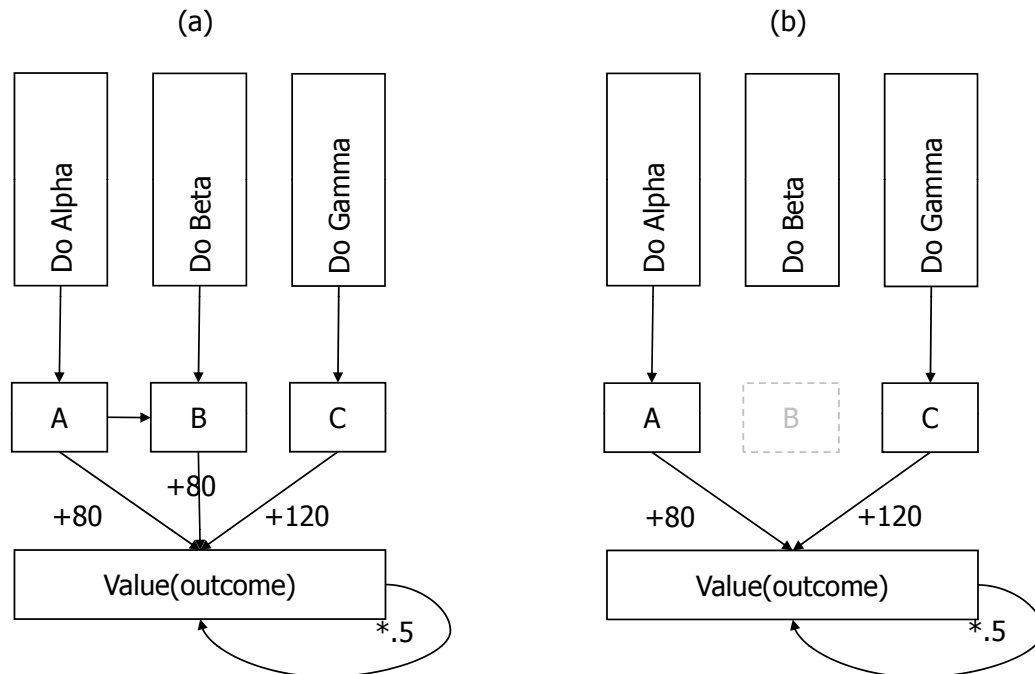 (a)
(b)
Do Alpha
Do Beta
Do Gamma
Do Alpha
Do Beta
Do Gamma
A
B
C
A
B
C
+80
+80
+120
+80
+120
Value(outcome)
Value(outcome)
*.5
*.5